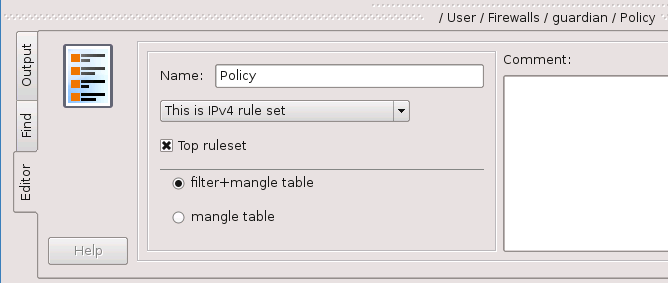 / User / Firewalls / guardian / Policy
Output
Find
Editor
Name: Policy
This is IPv4 rule set
Top ruleset
filter+mangle table
mangle table
Help
Comment: